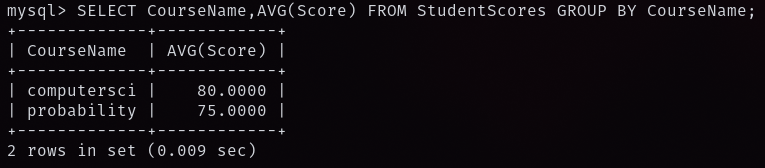 mysql> SELECT CourseName,AVG(Score) FROM StudentScores GROUP BY CourseName;
+-------------+------------+
| CourseName  | AVG(Score) |
+-------------+------------+
| computersci |    80.0000 |
| probability |    75.0000 |
+-------------+------------+
2 rows in set (0.009 sec)